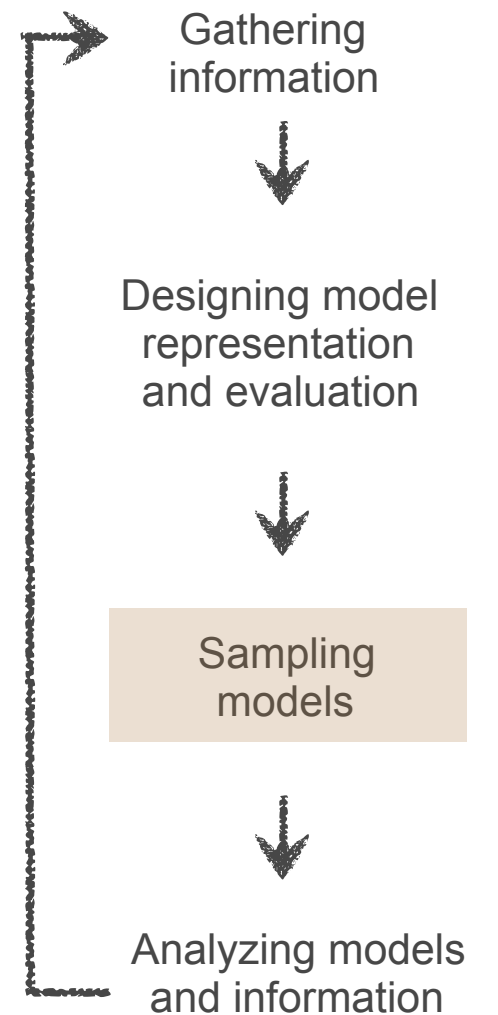 Gathering
information
Designing model
representation
and evaluation
Sampling
models
Analyzing models
and information